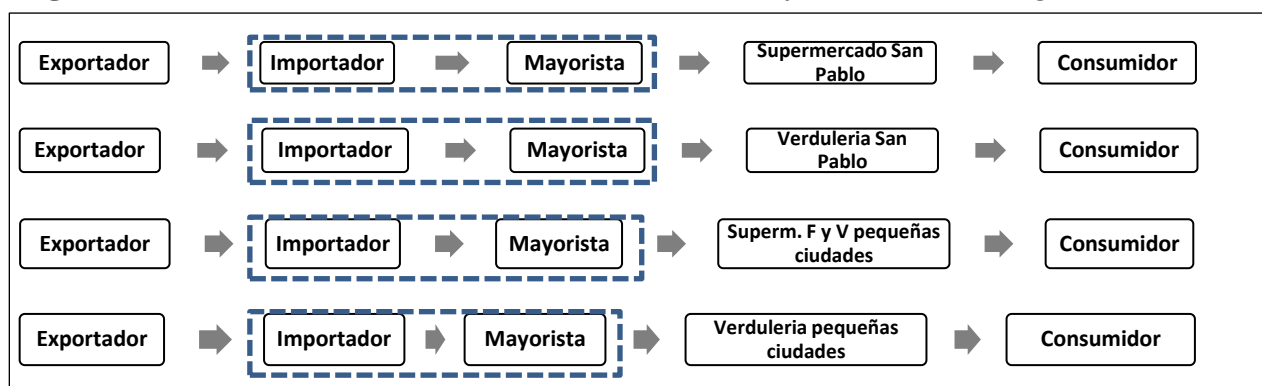 Exportador
Importador
Mayorista
Supermercado San
Pablo
Consumidor
Exportador
Importador
Mayorista
Verduleria San
Pablo
Consumidor
Exportador
Importador
Mayorista
Superm. F y V pequeñas
ciudades
Consumidor
Exportador
Importador
Mayorista
Verduleria pequeñas
ciudades
Consumidor